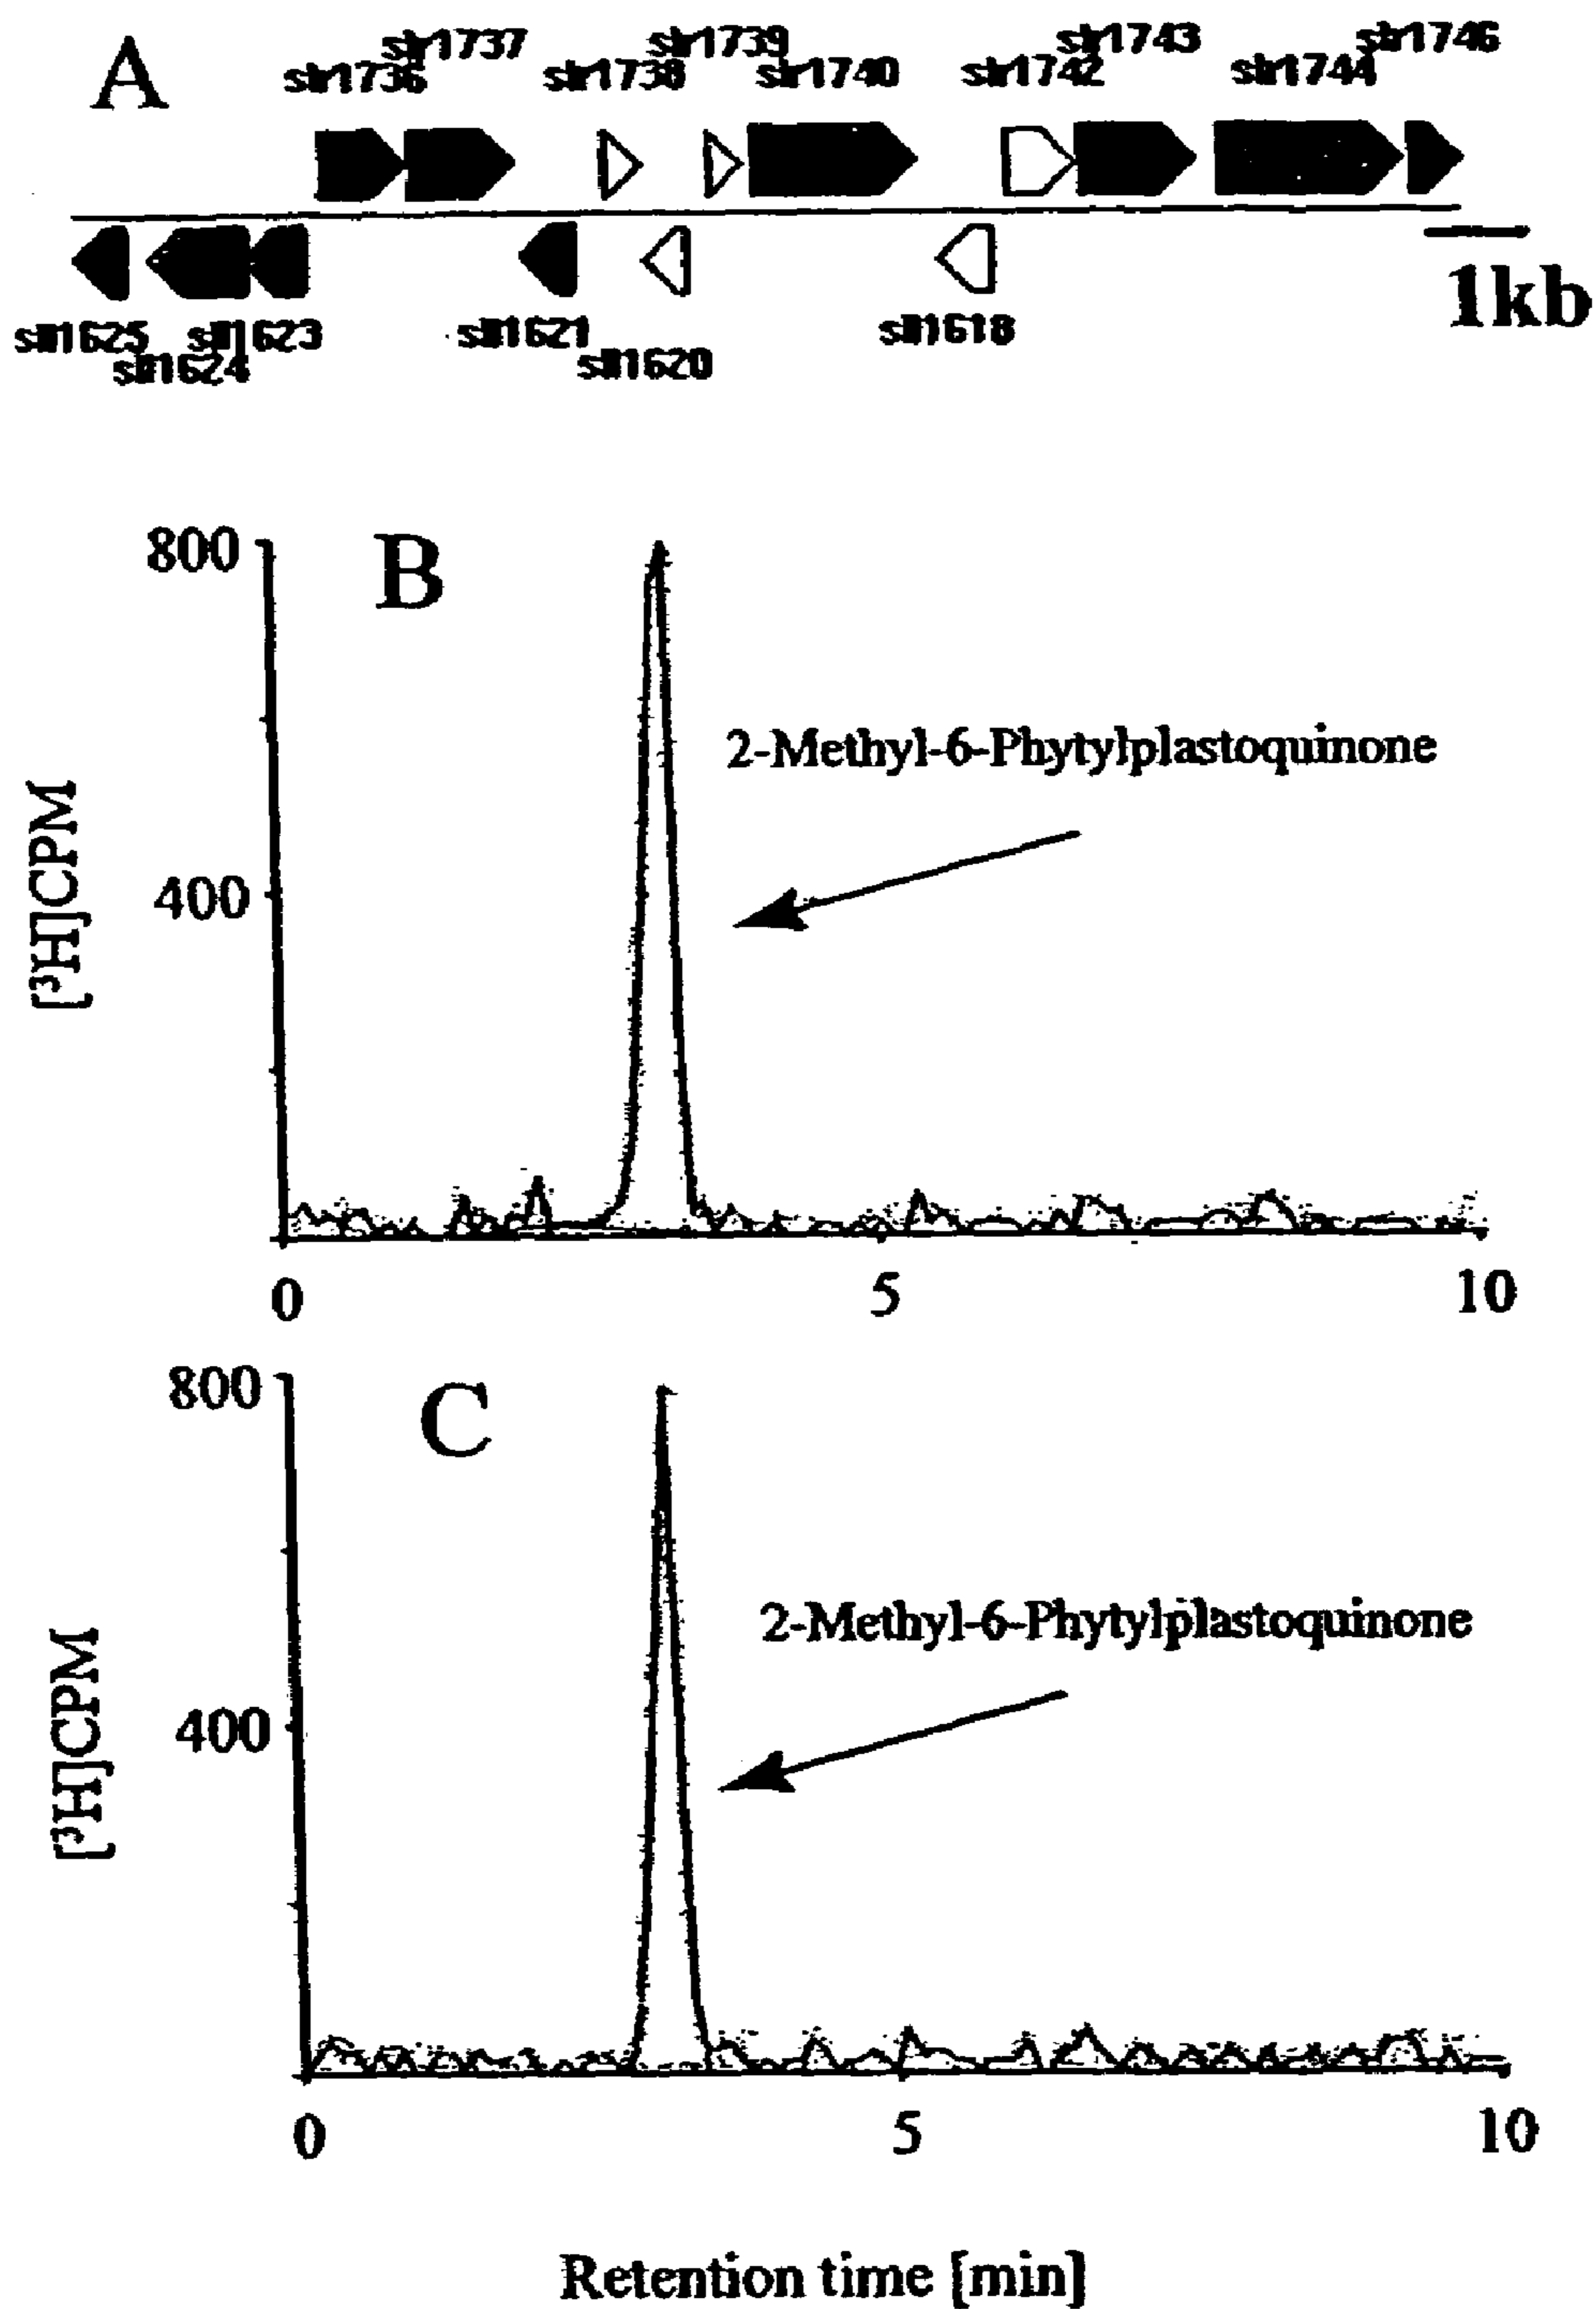 A
slr1737 slr1739 slr1743 slr1746
slr1736 slr1738 slr1740 slr1742 slr1744
1kb
sll1625 sll1623 sll1621 sll1618
sll1624 sll1620
B
800
400
[³H]CPM
2-Methyl-6-Phytylplastoquinone
0 5 10
C
800
400
[³H]CPM
2-Methyl-6-Phytylplastoquinone
0 5 10
Retention time [min]